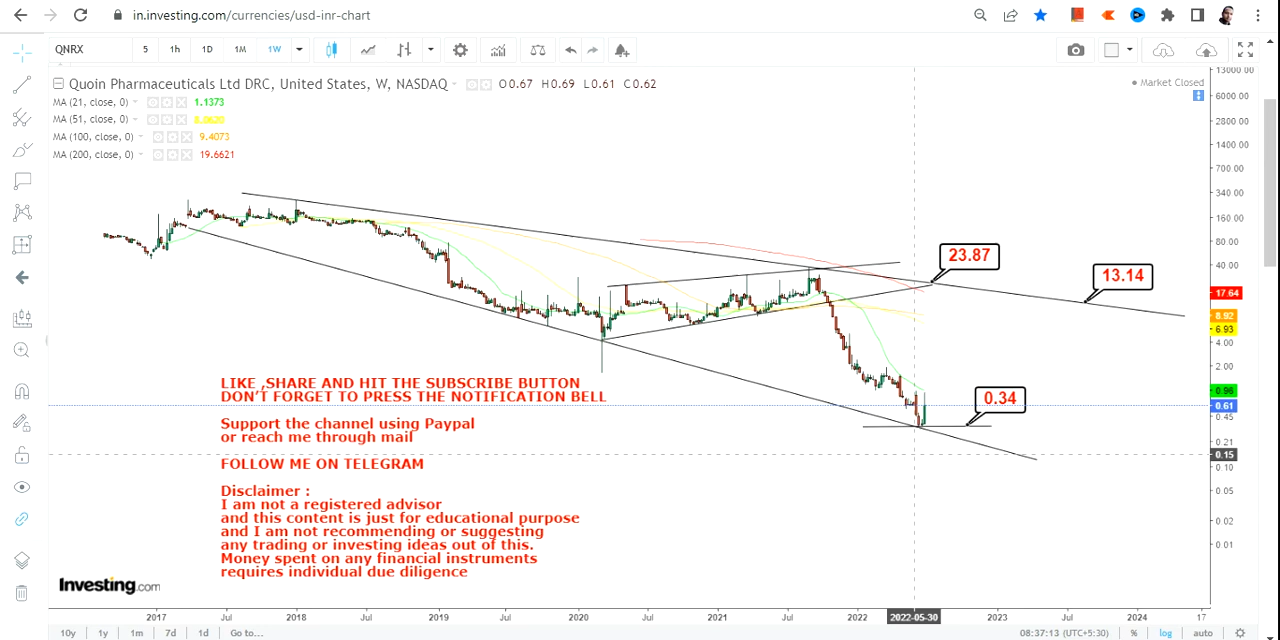 in.investing.com/currencies/usd-inr-chart
QNRX 5 1h 1D 1M 1W
Quoin Pharmaceuticals Ltd DRC, United States, W, NASDAQ O0.67 H0.69 L0.61 C0.62
Market Closed
MA (21, close, 0) 1.1373
MA (51, close, 0)
MA (100, close, 0) 9.4073
MA (200, close, 0) 19.6621
13000.00
6000.00
2800.00
1400.00
700.00
340.00
160.00
80.00
40.00
17.64
8.92
6.93
4.00
2.00
0.96
0.61
0.45
0.21
0.15
0.10
0.05
0.02
0.01
23.87
13.14
0.34
LIKE ,SHARE AND HIT THE SUBSCRIBE BUTTON
DON'T FORGET TO PRESS THE NOTIFICATION BELL
Support the channel using Paypal
or reach me through mail
FOLLOW ME ON TELEGRAM
Disclaimer :
I am not a registered advisor
and this content is just for educational purpose
and I am not recommending or suggesting
any trading or investing ideas out of this.
Money spent on any financial instruments
requires individual due diligence
Investing.com
2017 Jul 2018 Jul 2019 Jul 2020 Jul 2021 Jul 2022 2022-05-30 2023 Jul 2024 17
10y 1y 1m 7d 1d Go to... 08:37:13 (UTC+5:30) % log auto